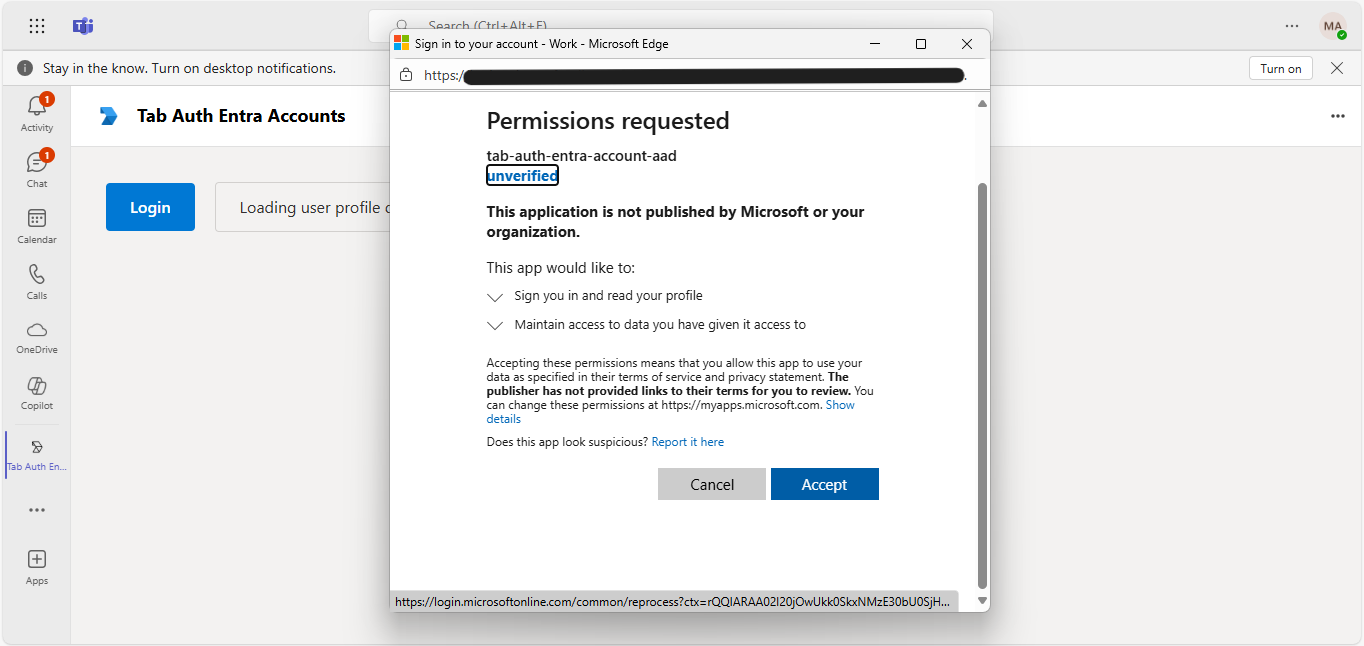 Search (Ctrl+Alt+E)
MA
Sign in to your account - Work - Microsoft Edge
Stay in the know. Turn on desktop notifications.
Turn on
https:/
1
Activity
1
Chat
Calendar
Calls
OneDrive
Copilot
Tab Auth En...
Apps
Tab Auth Entra Accounts
Login
Loading user profile
Permissions requested
tab-auth-entra-account-aad
unverified
This application is not published by Microsoft or your
organization.
This app would like to:
Sign you in and read your profile
Maintain access to data you have given it access to
Accepting these permissions means that you allow this app to use your
data as specified in their terms of service and privacy statement. The
publisher has not provided links to their terms for you to review. You
can change these permissions at https://myapps.microsoft.com. Show
details
Does this app look suspicious? Report it here
Cancel
Accept
https://login.microsoftonline.com/common/reprocess?ctx=rQQIARAA02I20jOwUkk0SkxNMzE30bU0SjH...